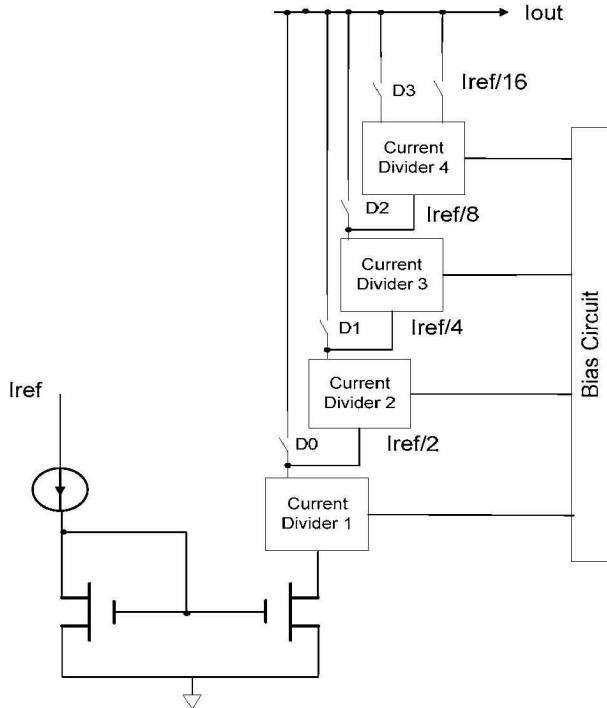 Iout
D3
Iref/16
Current
Divider 4
D2
Iref/8
Current
Divider 3
D1
Iref/4
Current
Divider 2
Iref
D0
Iref/2
Current
Divider 1
Bias Circuit